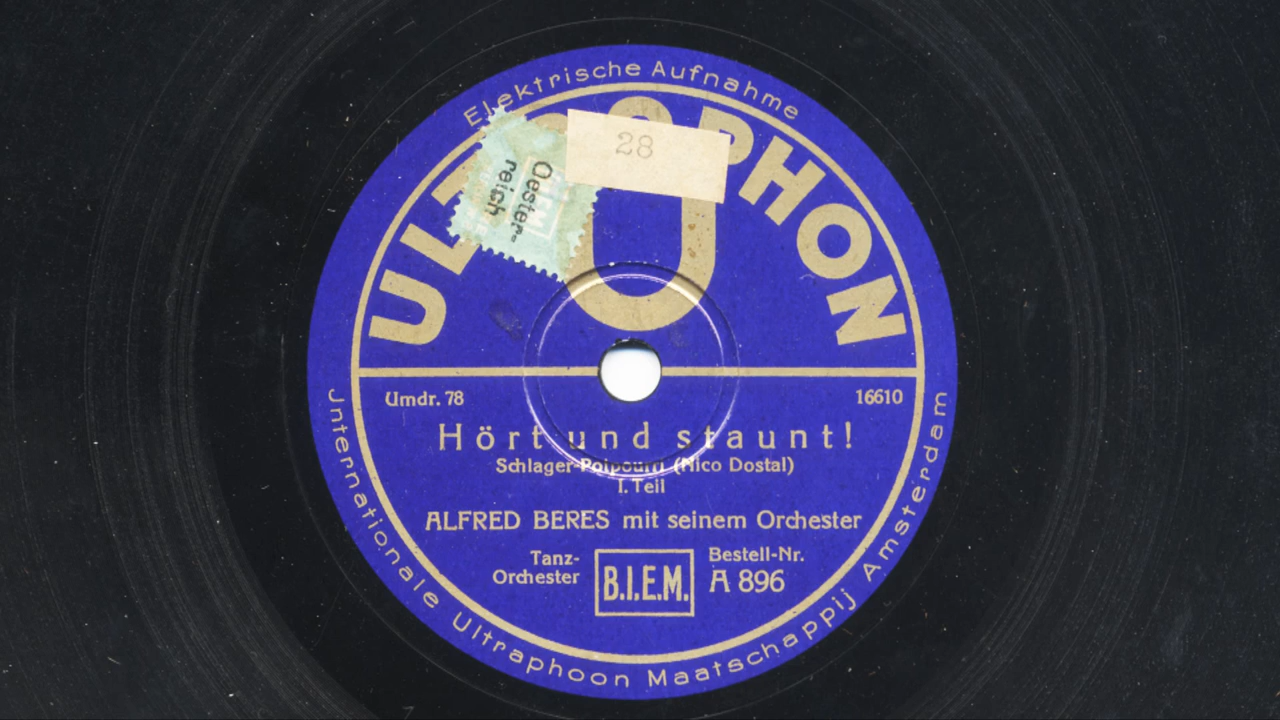 Elektrische Aufnahme
ULTRAPHON
28
Oester-
reich
Umdr. 78
16610
Hört und staunt!
Schlager-Potpourri (Nico Dostal)
I. Teil
ALFRED BERES mit seinem Orchester
Tanz-
Orchester
B.I.E.M.
Bestell-Nr.
A 896
Jnternationale Ultraphoon Maatschappij Amsterdam